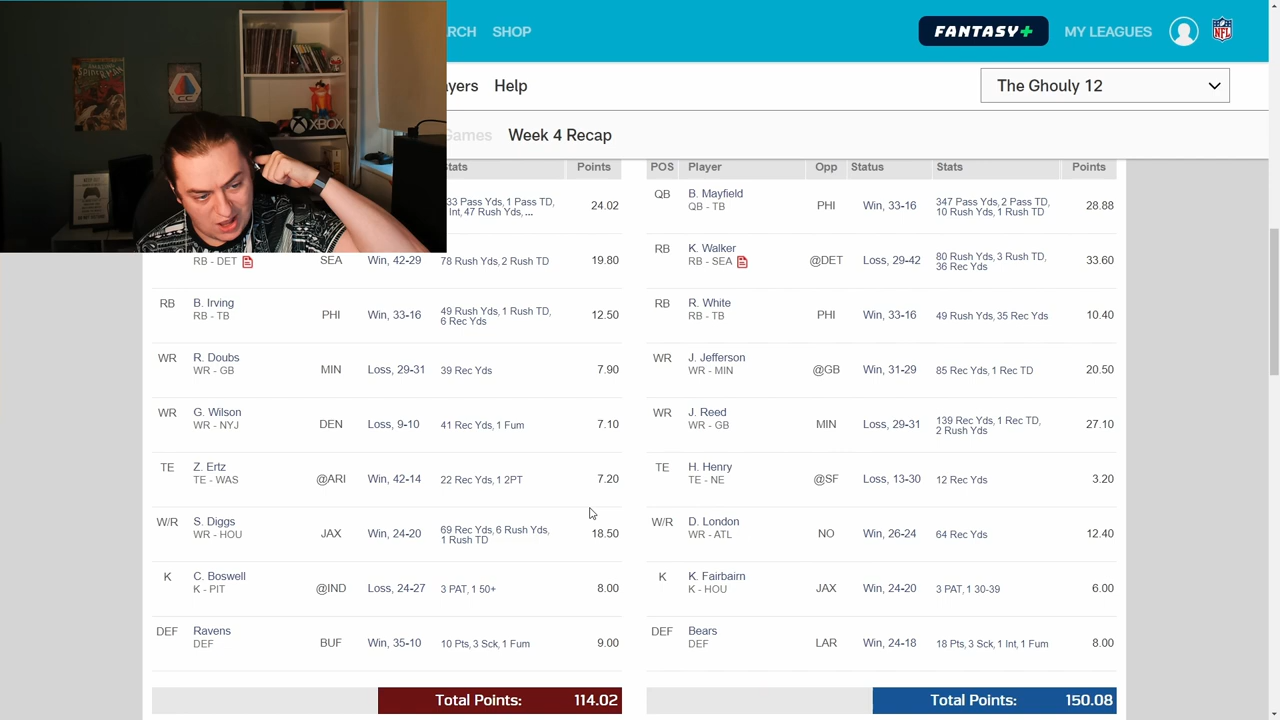 ARCH SHOP FANTASY+ MY LEAGUES NFL
ayers Help The Ghouly 12
Games Week 4 Recap
XBOX
CC
tats Points POS Player Opp Status Stats Points
33 Pass Yds, 1 Pass TD,
Int, 47 Rush Yds, ...
24.02
QB B. Mayfield
QB - TB
PHI Win, 33-16
347 Pass Yds, 2 Pass TD,
10 Rush Yds, 1 Rush TD
28.88
RB - DET SEA Win, 42-29 78 Rush Yds, 2 Rush TD 19.80
RB K. Walker
RB - SEA
@DET Loss, 29-42
80 Rush Yds, 3 Rush TD,
36 Rec Yds
33.60
RB B. Irving
RB - TB
PHI Win, 33-16
49 Rush Yds, 1 Rush TD,
6 Rec Yds
12.50
RB R. White
RB - TB
PHI Win, 33-16 49 Rush Yds, 35 Rec Yds 10.40
WR R. Doubs
WR - GB
MIN Loss, 29-31 39 Rec Yds 7.90
WR J. Jefferson
WR - MIN
@GB Win, 31-29 85 Rec Yds, 1 Rec TD 20.50
WR G. Wilson
WR - NYJ
DEN Loss, 9-10 41 Rec Yds, 1 Fum 7.10
WR J. Reed
WR - GB
MIN Loss, 29-31
139 Rec Yds, 1 Rec TD,
2 Rush Yds
27.10
TE Z. Ertz
TE - WAS
@ARI Win, 42-14 22 Rec Yds, 1 2PT 7.20
TE H. Henry
TE - NE
@SF Loss, 13-30 12 Rec Yds 3.20
W/R S. Diggs
WR - HOU
JAX Win, 24-20
69 Rec Yds, 6 Rush Yds,
1 Rush TD
18.50
W/R D. London
WR - ATL
NO Win, 26-24 64 Rec Yds 12.40
K C. Boswell
K - PIT
@IND Loss, 24-27 3 PAT, 1 50+ 8.00
K K. Fairbairn
K - HOU
JAX Win, 24-20 3 PAT, 1 30-39 6.00
DEF Ravens
DEF
BUF Win, 35-10 10 Pts, 3 Sck, 1 Fum 9.00
DEF Bears
DEF
LAR Win, 24-18 18 Pts, 3 Sck, 1 Int, 1 Fum 8.00
Total Points: 114.02 Total Points: 150.08